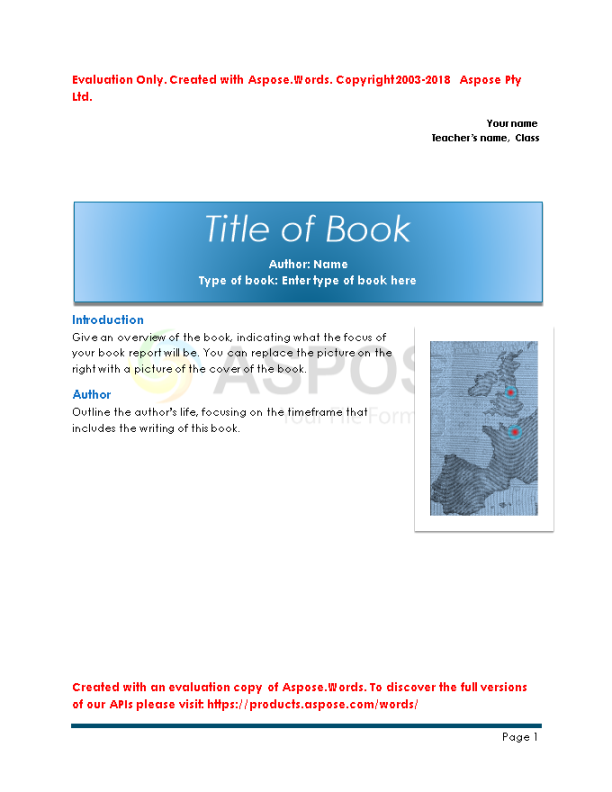 Evaluation Only. Created with Aspose.Words. Copyright2003-2018 Aspose Pty
Ltd.
Your name
Teacher's name, Class
Title of Book
Author: Name
Type of book: Enter type of book here
Introduction
Give an overview of the book, indicating what the focus of
your book report will be. You can replace the picture on the
right with a picture of the cover of the book.
Author
Outline the author's life, focusing on the timeframe that
includes the writing of this book.
ASPOSE
Your File Form
Created with an evaluation copy of Aspose.Words. To discover the full versions
of our APIs please visit: https://products.aspose.com/words/
Page 1